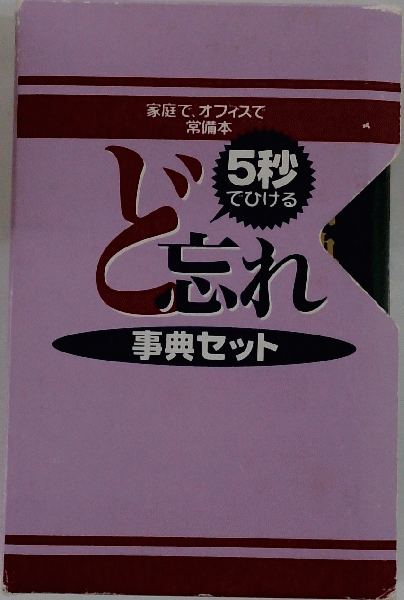 家庭で、オフィスで
常備本
5秒
でひける
ど忘れ
事典セット